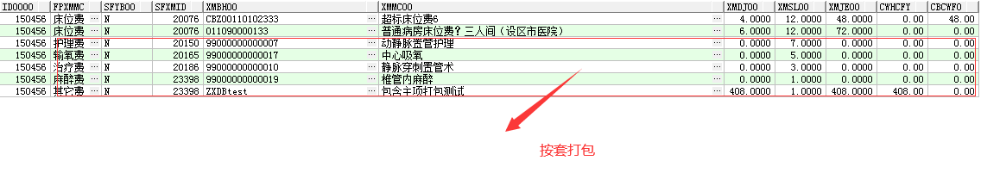 ID0000 FPXMMC SFYB00 SFXMID XMBH00 XMMC00 XMDJ00 XMSL00 XMJE00 CWHCFY CBCWF0
150456 床位费 ... N 20076 CBZ00110102333 ... 超标床位费6 ... 4.0000 12.0000 48.0000 0.00 48.00
150456 床位费 ... N 20076 011090000133 ... 普通病房床位费?三人间（设区市医院） ... 6.0000 12.0000 72.0000 0.00 0.00
150456 护理费 ... N 20150 99000000000007 ... 动静脉置管护理 ... 0.0000 7.0000 0.0000 0.00 0.00
150456 输氧费 ... N 20165 99000000000017 ... 中心吸氧 ... 0.0000 5.0000 0.0000 0.00 0.00
150456 治疗费 ... N 20186 99000000000010 ... 静脉穿刺置管术 ... 0.0000 3.0000 0.0000 0.00 0.00
150456 麻醉费 ... N 23398 99000000000019 ... 椎管内麻醉 ... 0.0000 1.0000 0.0000 0.00 0.00
150456 其它费 ... N 23398 ZXDBtest ... 包含主项打包测试 ... 408.0000 1.0000 408.0000 408.00 0.00
按套打包